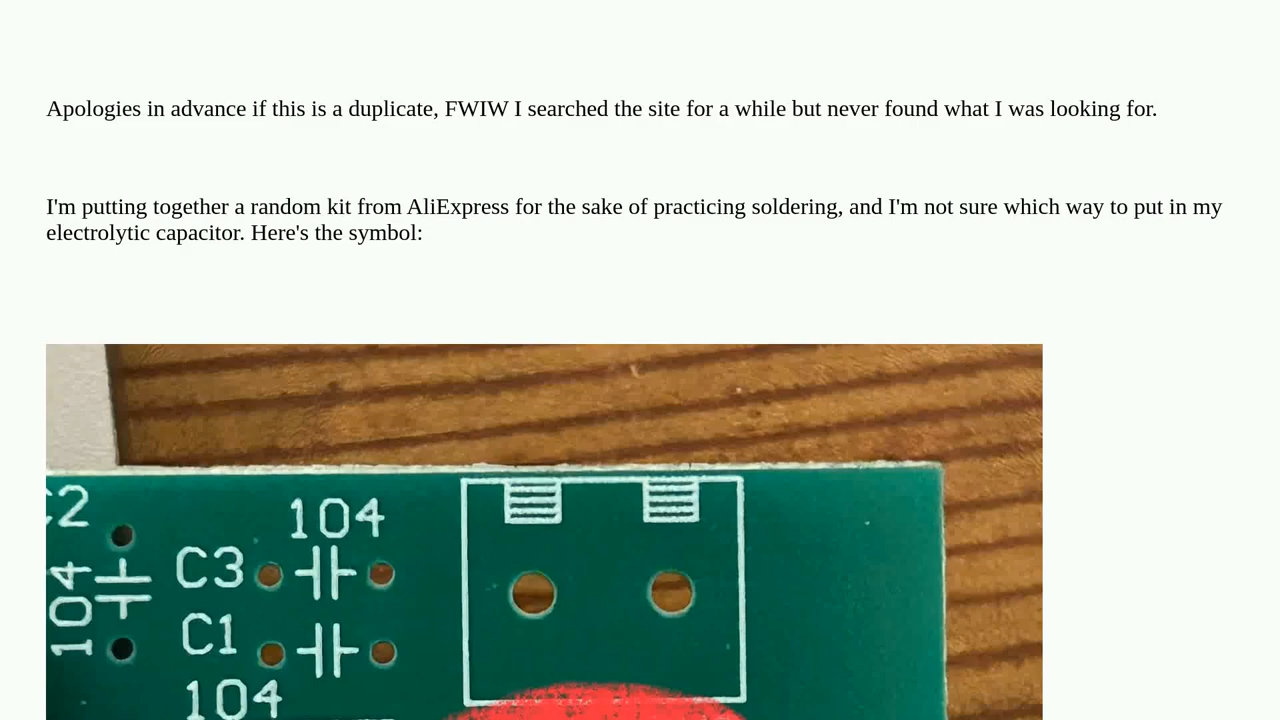 Apologies in advance if this is a duplicate, FWIW I searched the site for a while but never found what I was looking for.
I'm putting together a random kit from AliExpress for the sake of practicing soldering, and I'm not sure which way to put in my
electrolytic capacitor. Here's the symbol:
C2
104
104
C3
C1
104